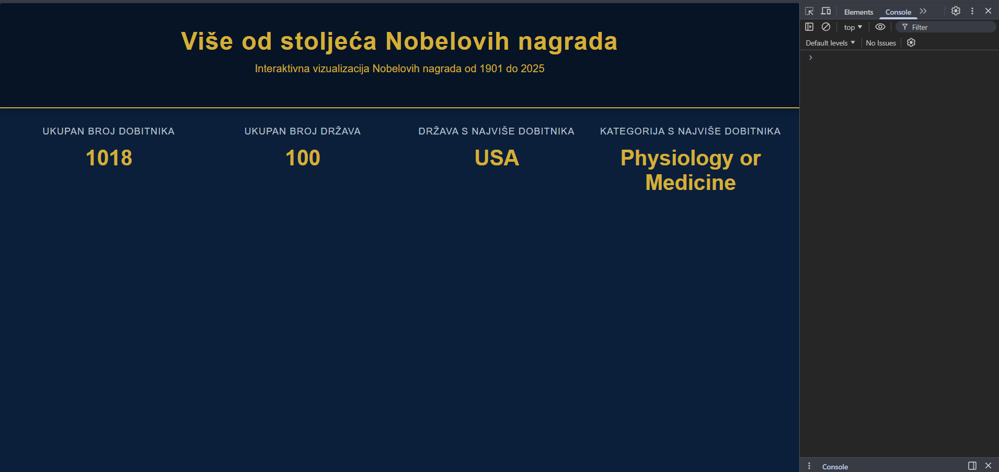 Više od stoljeća Nobelovih nagrada
Interaktivna vizualizacija Nobelovih nagrada od 1901 do 2025
UKUPAN BROJ DOBITNIKA
1018
UKUPAN BROJ DRŽAVA
100
DRŽAVA S NAJVIŠE DOBITNIKA
USA
KATEGORIJA S NAJVIŠE DOBITNIKA
Physiology or
Medicine
Elements Console
top Filter
Default levels No Issues
Console